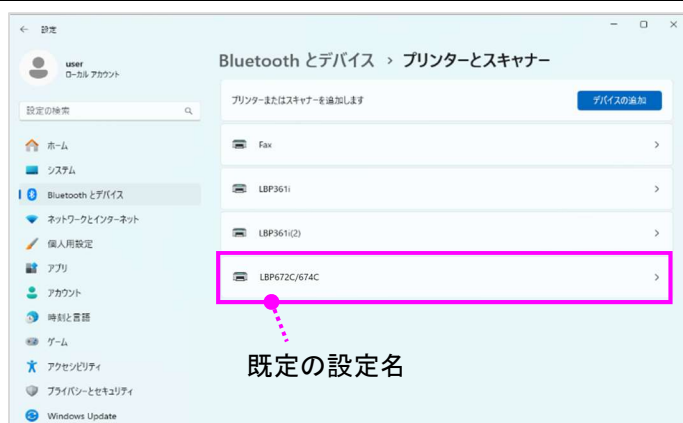 設定
user
ローカル アカウント
設定の検索
ホーム
システム
Bluetooth とデバイス
ネットワークとインターネット
個人用設定
アプリ
アカウント
時刻と言語
ゲーム
アクセシビリティ
プライバシーとセキュリティ
Windows Update
Bluetooth とデバイス › プリンターとスキャナー
プリンターまたはスキャナーを追加します
デバイスの追加
Fax
LBP361i
LBP361i(2)
LBP672C/674C
既定の設定名